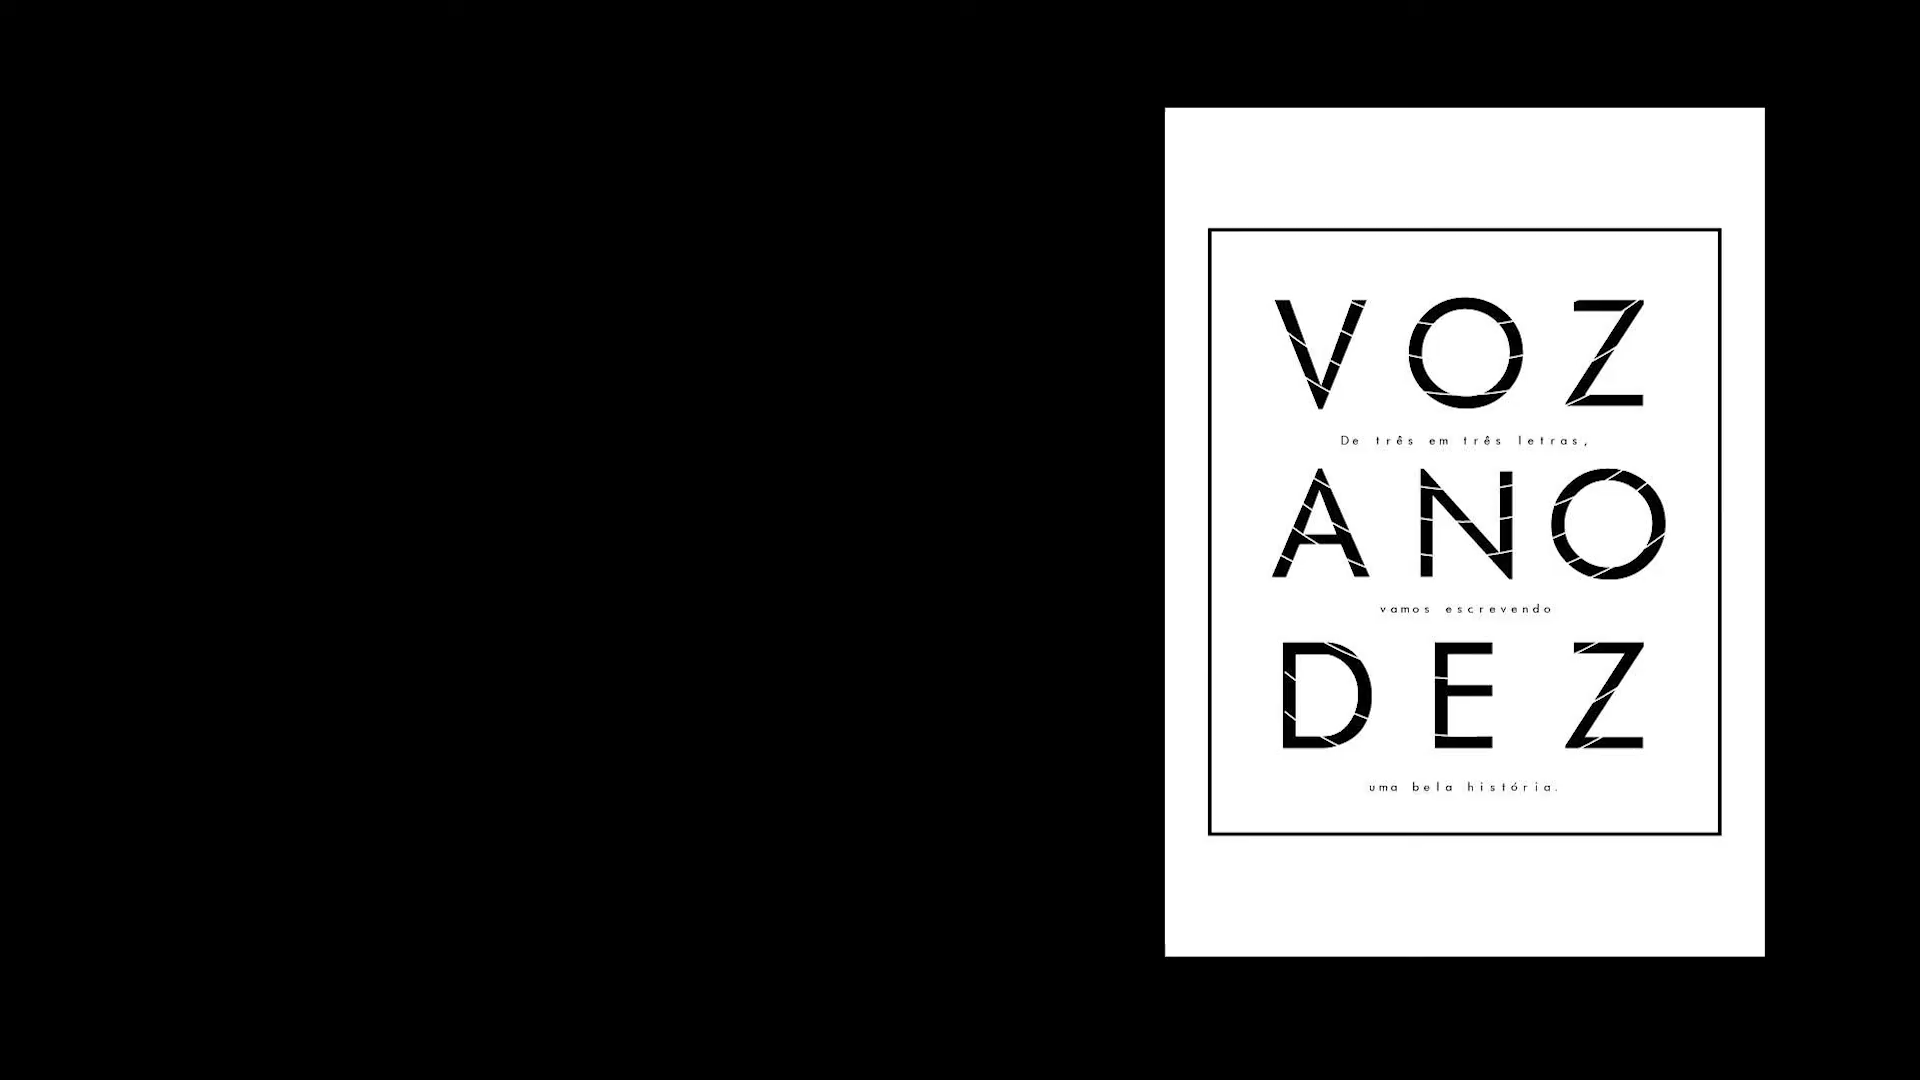 VOZ
De três em três letras,
ANO
vamos escrevendo
DEZ
uma bela história.